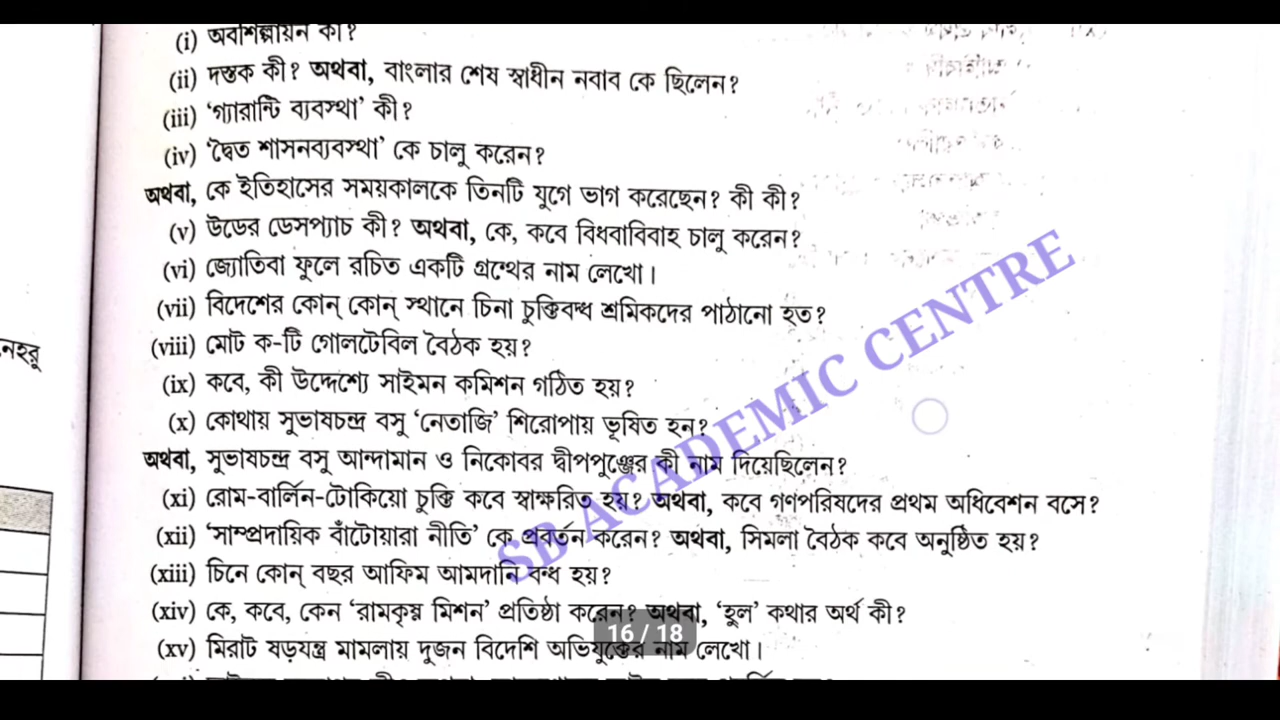 (i) অবশিল্পায়ন কী?
(ii) দস্তক কী? অথবা, বাংলার শেষ স্বাধীন নবাব কে ছিলেন?
(iii) ‘গ্যারান্টি ব্যবস্থা’ কী?
(iv) ‘দ্বৈত শাসনব্যবস্থা’ কে চালু করেন?
অথবা, কে ইতিহাসের সময়কালকে তিনটি যুগে ভাগ করেছেন? কী কী?
(v) উডের ডেসপ্যাচ কী? অথবা, কে, কবে বিধবাবিবাহ চালু করেন?
(vi) জ্যোতিবা ফুলে রচিত একটি গ্রন্থের নাম লেখো।
(vii) বিদেশের কোন্ কোন্ স্থানে চিনা চুক্তিবদ্ধ শ্রমিকদের পাঠানো হত?
(viii) মোট ক-টি গোলটেবিল বৈঠক হয়?
নেহরু
(ix) কবে, কী উদ্দেশ্যে সাইমন কমিশন গঠিত হয়?
(x) কোথায় সুভাষচন্দ্র বসু ‘নেতাজি’ শিরোপায় ভূষিত হন?
অথবা, সুভাষচন্দ্র বসু আন্দামান ও নিকোবর দ্বীপপুঞ্জের কী নাম দিয়েছিলেন?
(xi) রোম-বার্লিন-টোকিয়ো চুক্তি কবে স্বাক্ষরিত হয়? অথবা, কবে গণপরিষদের প্রথম অধিবেশন বসে?
(xii) ‘সাম্প্রদায়িক বাঁটোয়ারা নীতি’ কে প্রবর্তন করেন? অথবা, সিমলা বৈঠক কবে অনুষ্ঠিত হয়?
(xiii) চিনে কোন্ বছর আফিম আমদানি বন্ধ হয়?
(xiv) কে, কবে, কেন ‘রামকৃষ্ণ মিশন’ প্রতিষ্ঠা করেন? অথবা, ‘হুল’ কথার অর্থ কী?
(xv) মিরাট ষড়যন্ত্র মামলায় দুজন বিদেশি অভিযুক্তের নাম লেখো।
SB ACADEMIC CENTRE
16 / 18